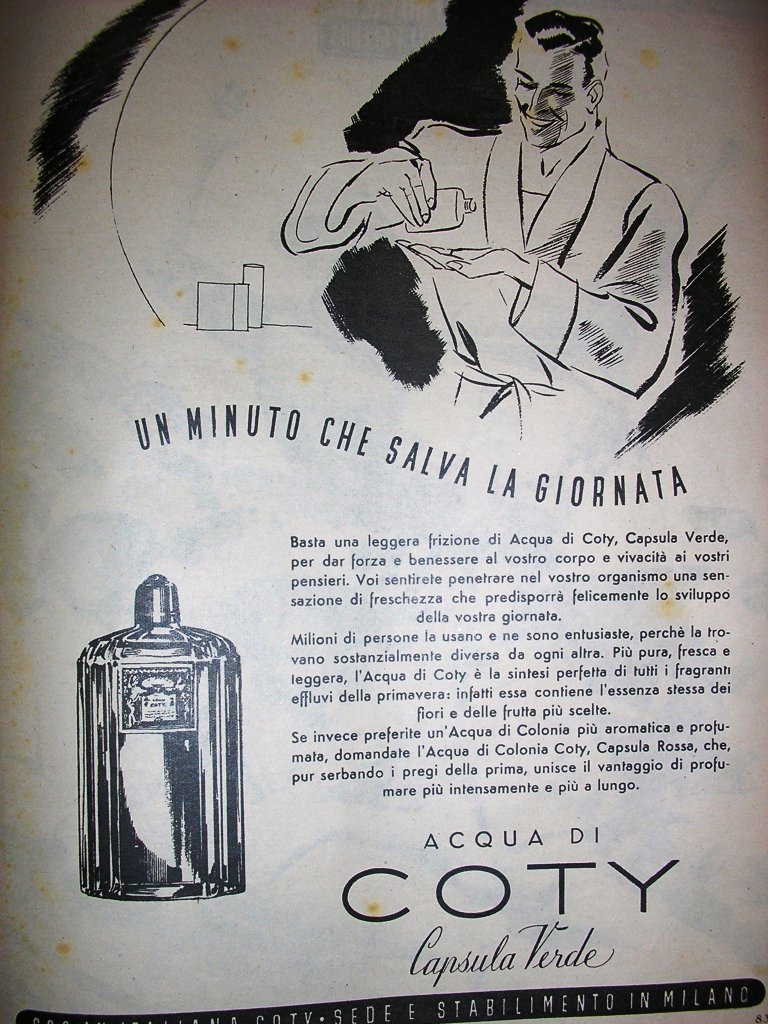 UN MINUTO CHE SALVA LA GIORNATA
Basta una leggera frizione di Acqua di Coty, Capsula Verde,
per dar forza e benessere al vostro corpo e vivacità ai vostri
pensieri. Voi sentirete penetrare nel vostro organismo una sen-
sazione di freschezza che predisporrà felicemente lo sviluppo
della vostra giornata.
Milioni di persone la usano e ne sono entusiaste, perchè la tro-
vano sostanzialmente diversa da ogni altra. Più pura, fresca e
leggera, l'Acqua di Coty è la sintesi perfetta di tutti i fragranti
effluvi della primavera: infatti essa contiene l'essenza stessa dei
fiori e delle frutta più scelte.
Se invece preferite un'Acqua di Colonia più aromatica e profu-
mata, domandate l'Acqua di Colonia Coty, Capsula Rossa, che,
pur serbando i pregi della prima, unisce il vantaggio di profu-
mare più intensamente e più a lungo.
COTY
ACQUA DI
COTY
Capsula Verde
ITALIANA COTY • SEDE E STABILIMENTO IN MILANO